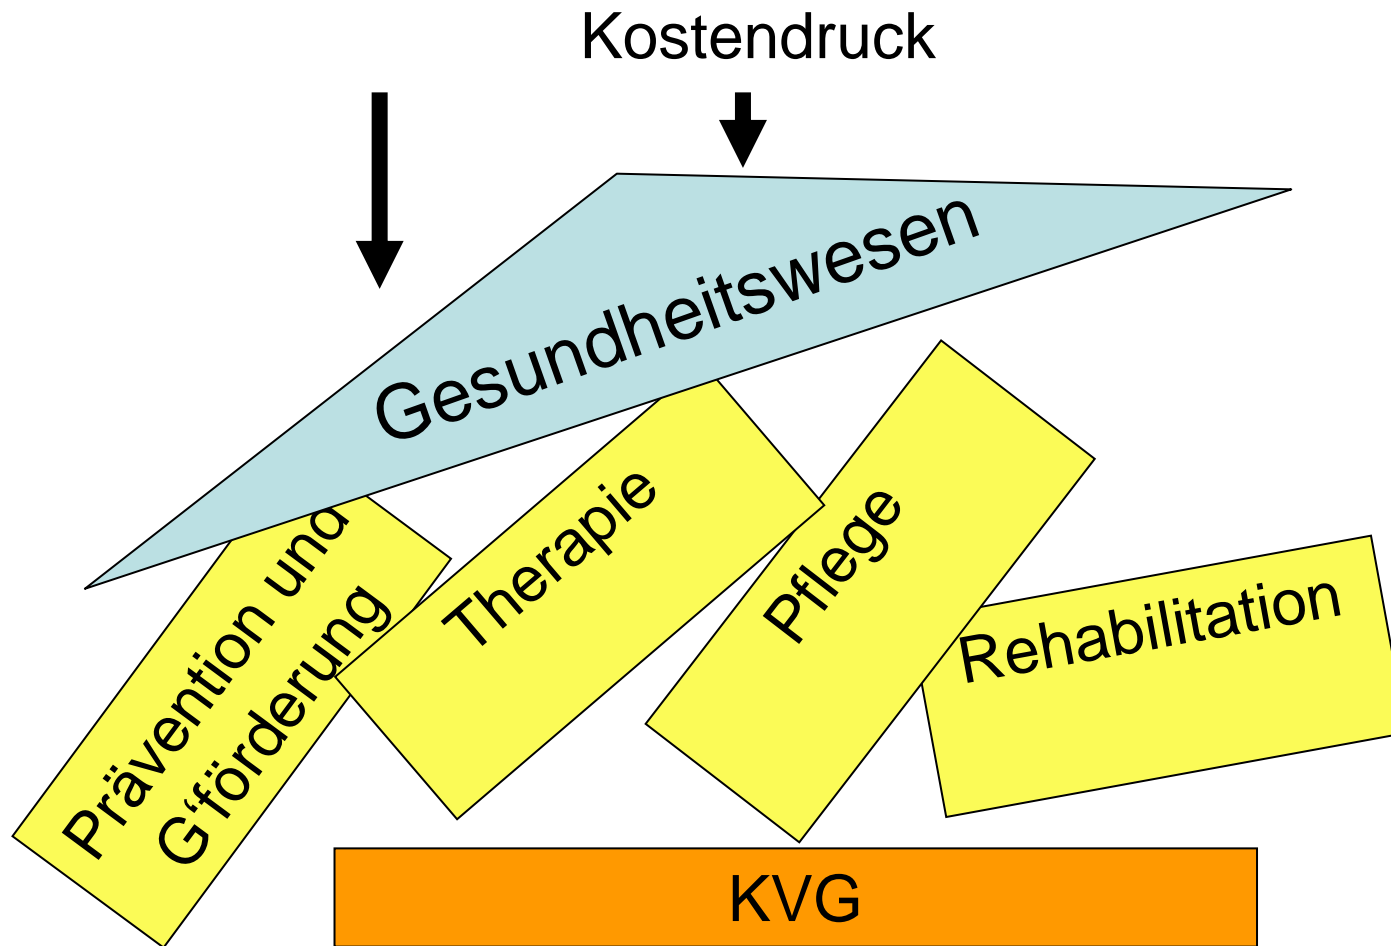 Kostendruck
Gesundheitswesen
Prävention und
G‘förderung
Therapie
Pflege
Rehabilitation
KVG